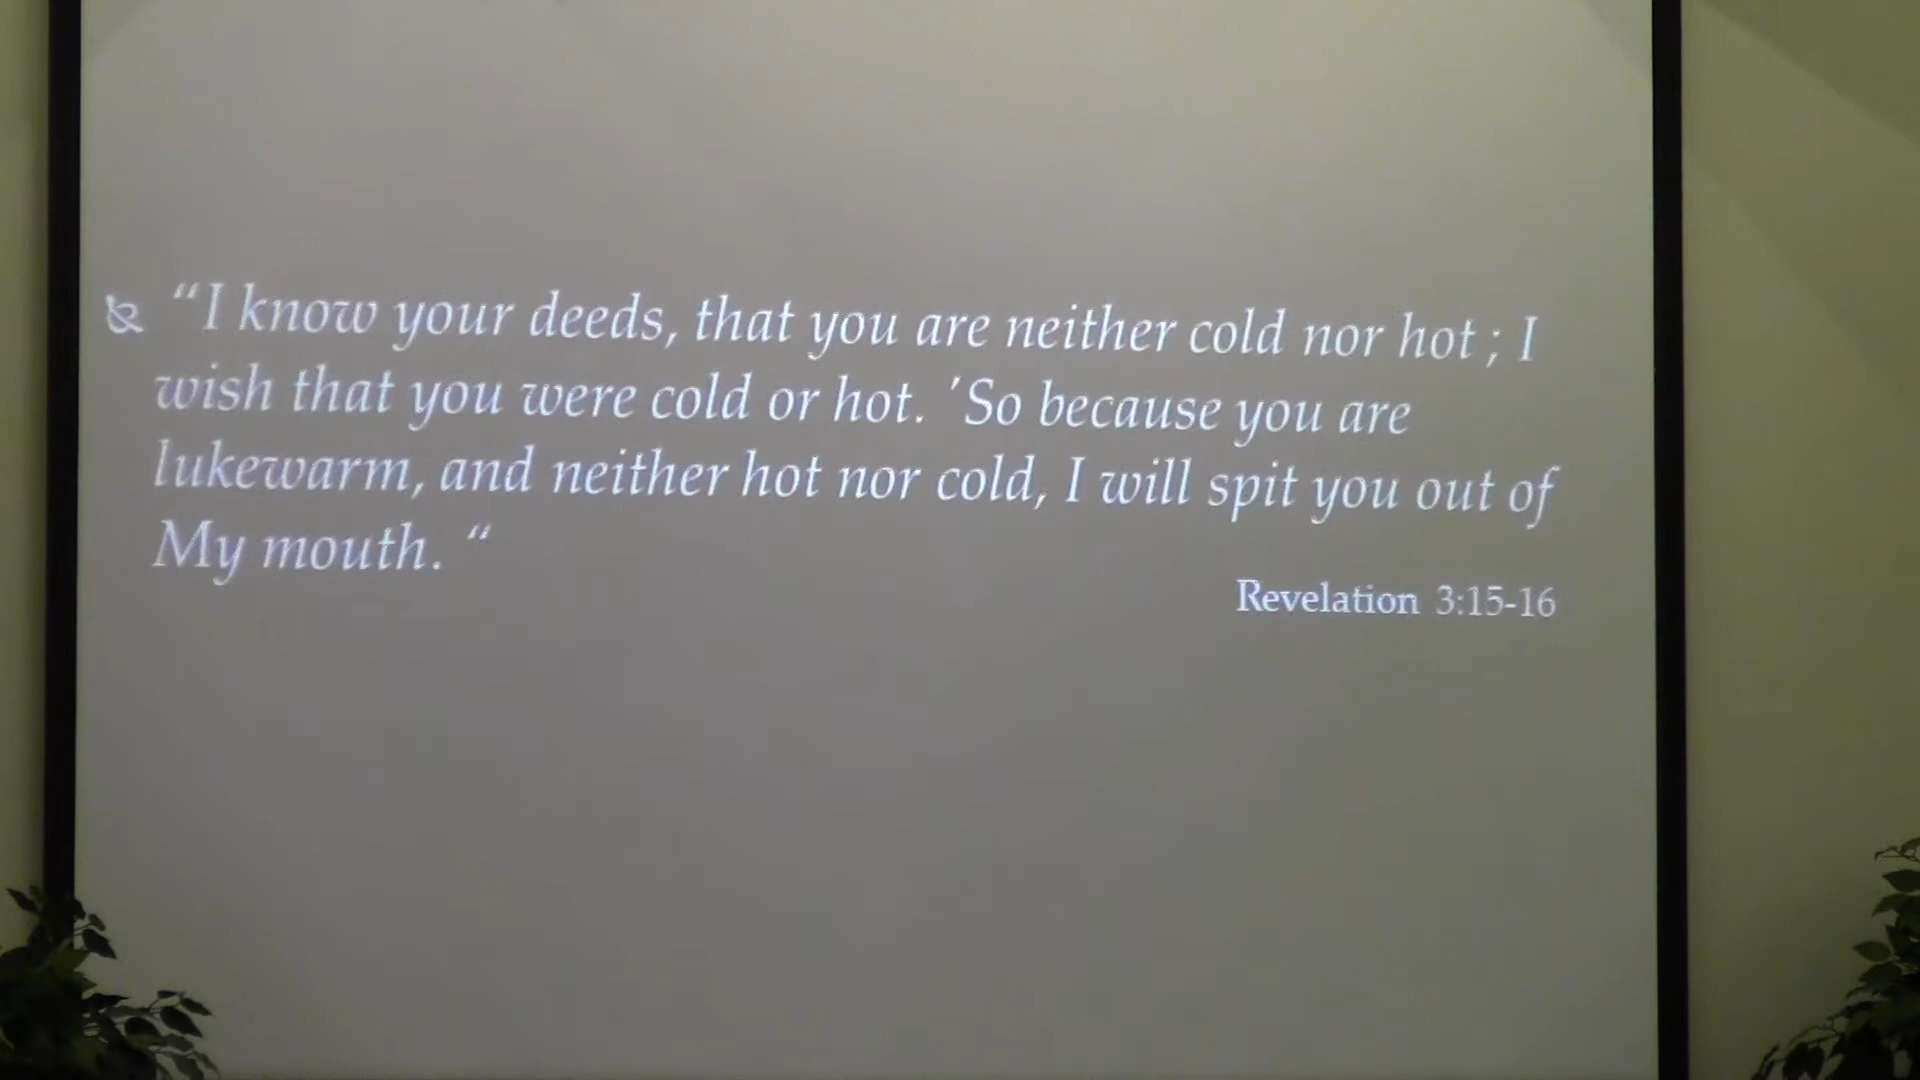 “I know your deeds, that you are neither cold nor hot ; I
wish that you were cold or hot. ′So because you are
lukewarm, and neither hot nor cold, I will spit you out of
My mouth. “
Revelation 3:15-16